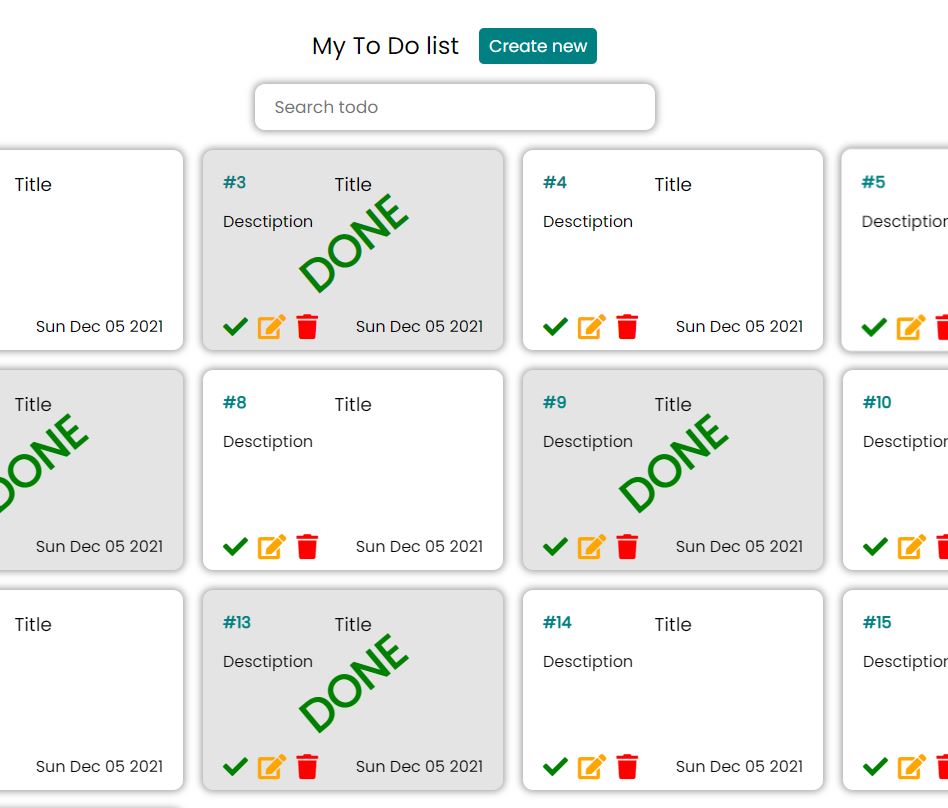 My To Do list Create new
Search todo
Title #3 Title #4 Title #5
Desctiption Desctiption Desctiption
DONE
Sun Dec 05 2021 Sun Dec 05 2021 Sun Dec 05 2021
Title #8 Title #9 Title #10
Desctiption Desctiption Desctiption
DONE DONE
Sun Dec 05 2021 Sun Dec 05 2021 Sun Dec 05 2021
Title #13 Title #14 Title #15
Desctiption Desctiption Desctiption
DONE
Sun Dec 05 2021 Sun Dec 05 2021 Sun Dec 05 2021